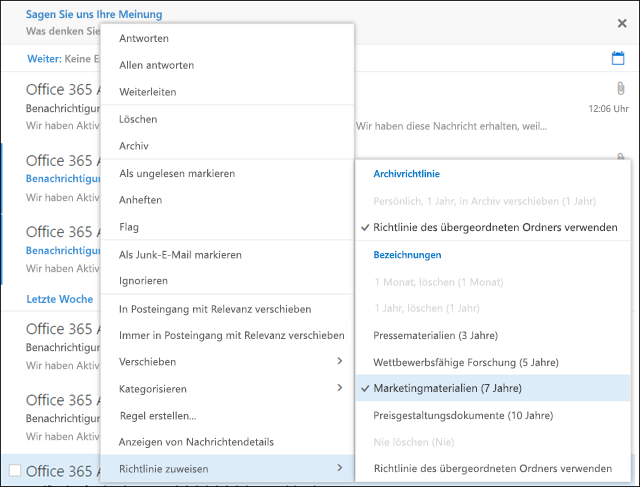 Sagen Sie uns Ihre Meinung
Was denken Sie
Weiter: Keine E
Office 365 A
Benachrichtigun
12:06 Uhr
Wir haben Aktiv
Wir haben diese Nachricht erhalten, weil...
Office 365 A
Benachrichtigun
Wir haben Aktiv
Office 365 A
Benachrichtigun
Wir haben Aktiv
Letzte Woche
Office 365 A
Benachrichtigun
Wir haben Aktiv
Office 365 A
Benachrichtigun
Wir haben Aktiv
Office 365 A
Antworten
Allen antworten
Weiterleiten
Löschen
Archiv
Als ungelesen markieren
Anheften
Flag
Als Junk-E-Mail markieren
Ignorieren
In Posteingang mit Relevanz verschieben
Immer in Posteingang mit Relevanz verschieben
Verschieben
Kategorisieren
Regel erstellen...
Anzeigen von Nachrichtendetails
Richtlinie zuweisen
Archivrichtlinie
Persönlich, 1 Jahr, in Archiv verschieben (1 Jahr)
Richtlinie des übergeordneten Ordners verwenden
Bezeichnungen
1 Monat, löschen (1 Monat)
1 Jahr, löschen (1 Jahr)
Pressematerialien (3 Jahre)
Wettbewerbsfähige Forschung (5 Jahre)
Marketingmaterialien (7 Jahre)
Preisgestaltungsdokumente (10 Jahre)
Nie löschen (Nie)
Richtlinie des übergeordneten Ordners verwenden